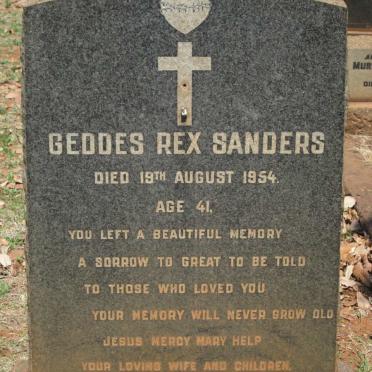 GEDDES REX SANDERS
DIED 19TH AUGUST 1954.
AGE 41.
YOU LEFT A BEAUTIFUL MEMORY
A SORROW TO GREAT TO BE TOLD
TO THOSE WHO LOVED YOU
YOUR MEMORY WILL NEVER GROW OLD
JESUS MERCY MARY HELP
YOUR LOVING WIFE AND CHILDREN.